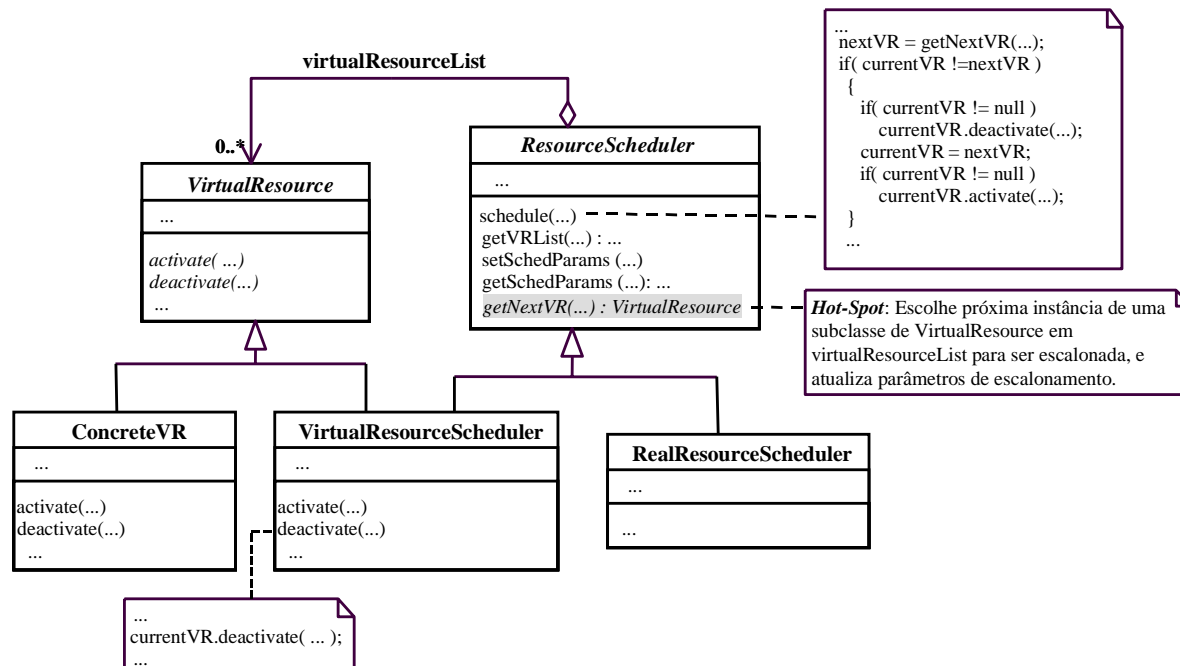 virtualResourceList
0..*
VirtualResource
...
activate( ...)
deactivate(...)
...
ResourceScheduler
...
schedule(...)
getVRList(...) : ...
setSchedParams (...)
getSchedParams (...): ...
getNextVR(...) : VirtualResource
...
nextVR = getNextVR(...);
if( currentVR !=nextVR )
{
if( currentVR != null )
currentVR.deactivate(...);
currentVR = nextVR;
if( currentVR != null )
currentVR.activate(...);
}
...
Hot-Spot: Escolhe próxima instância de uma
subclasse de VirtualResource em
virtualResourceList para ser escalonada, e
atualiza parâmetros de escalonamento.
ConcreteVR
...
activate(...)
deactivate(...)
...
VirtualResourceScheduler
...
activate(...)
deactivate(...)
...
RealResourceScheduler
...
...
...
currentVR.deactivate( ... );
...